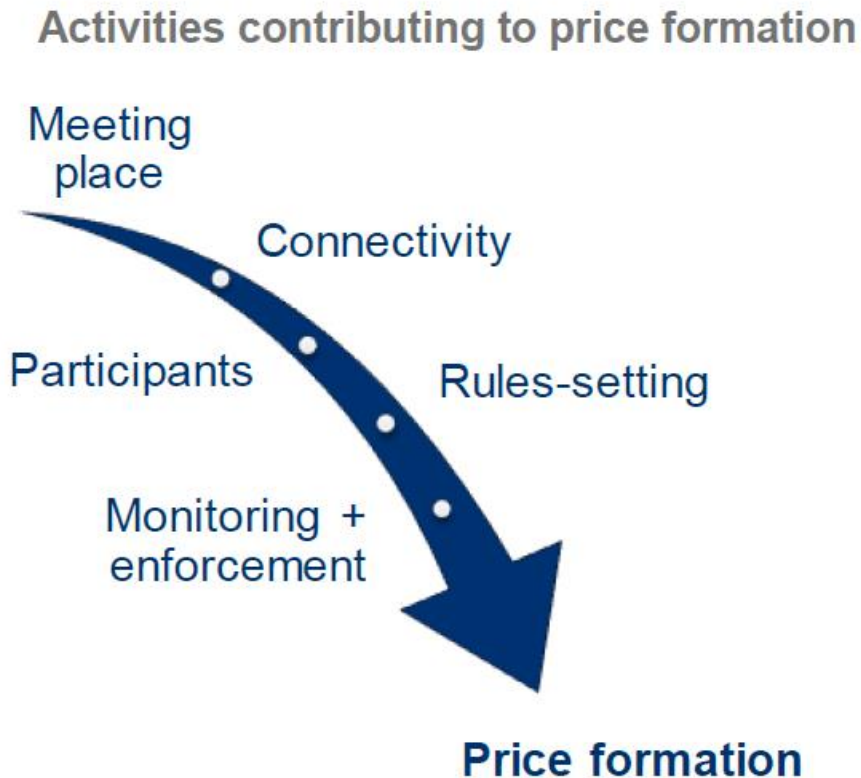 Activities contributing to price formation
Meeting
place
Connectivity
Participants
Rules-setting
Monitoring +
enforcement
Price formation